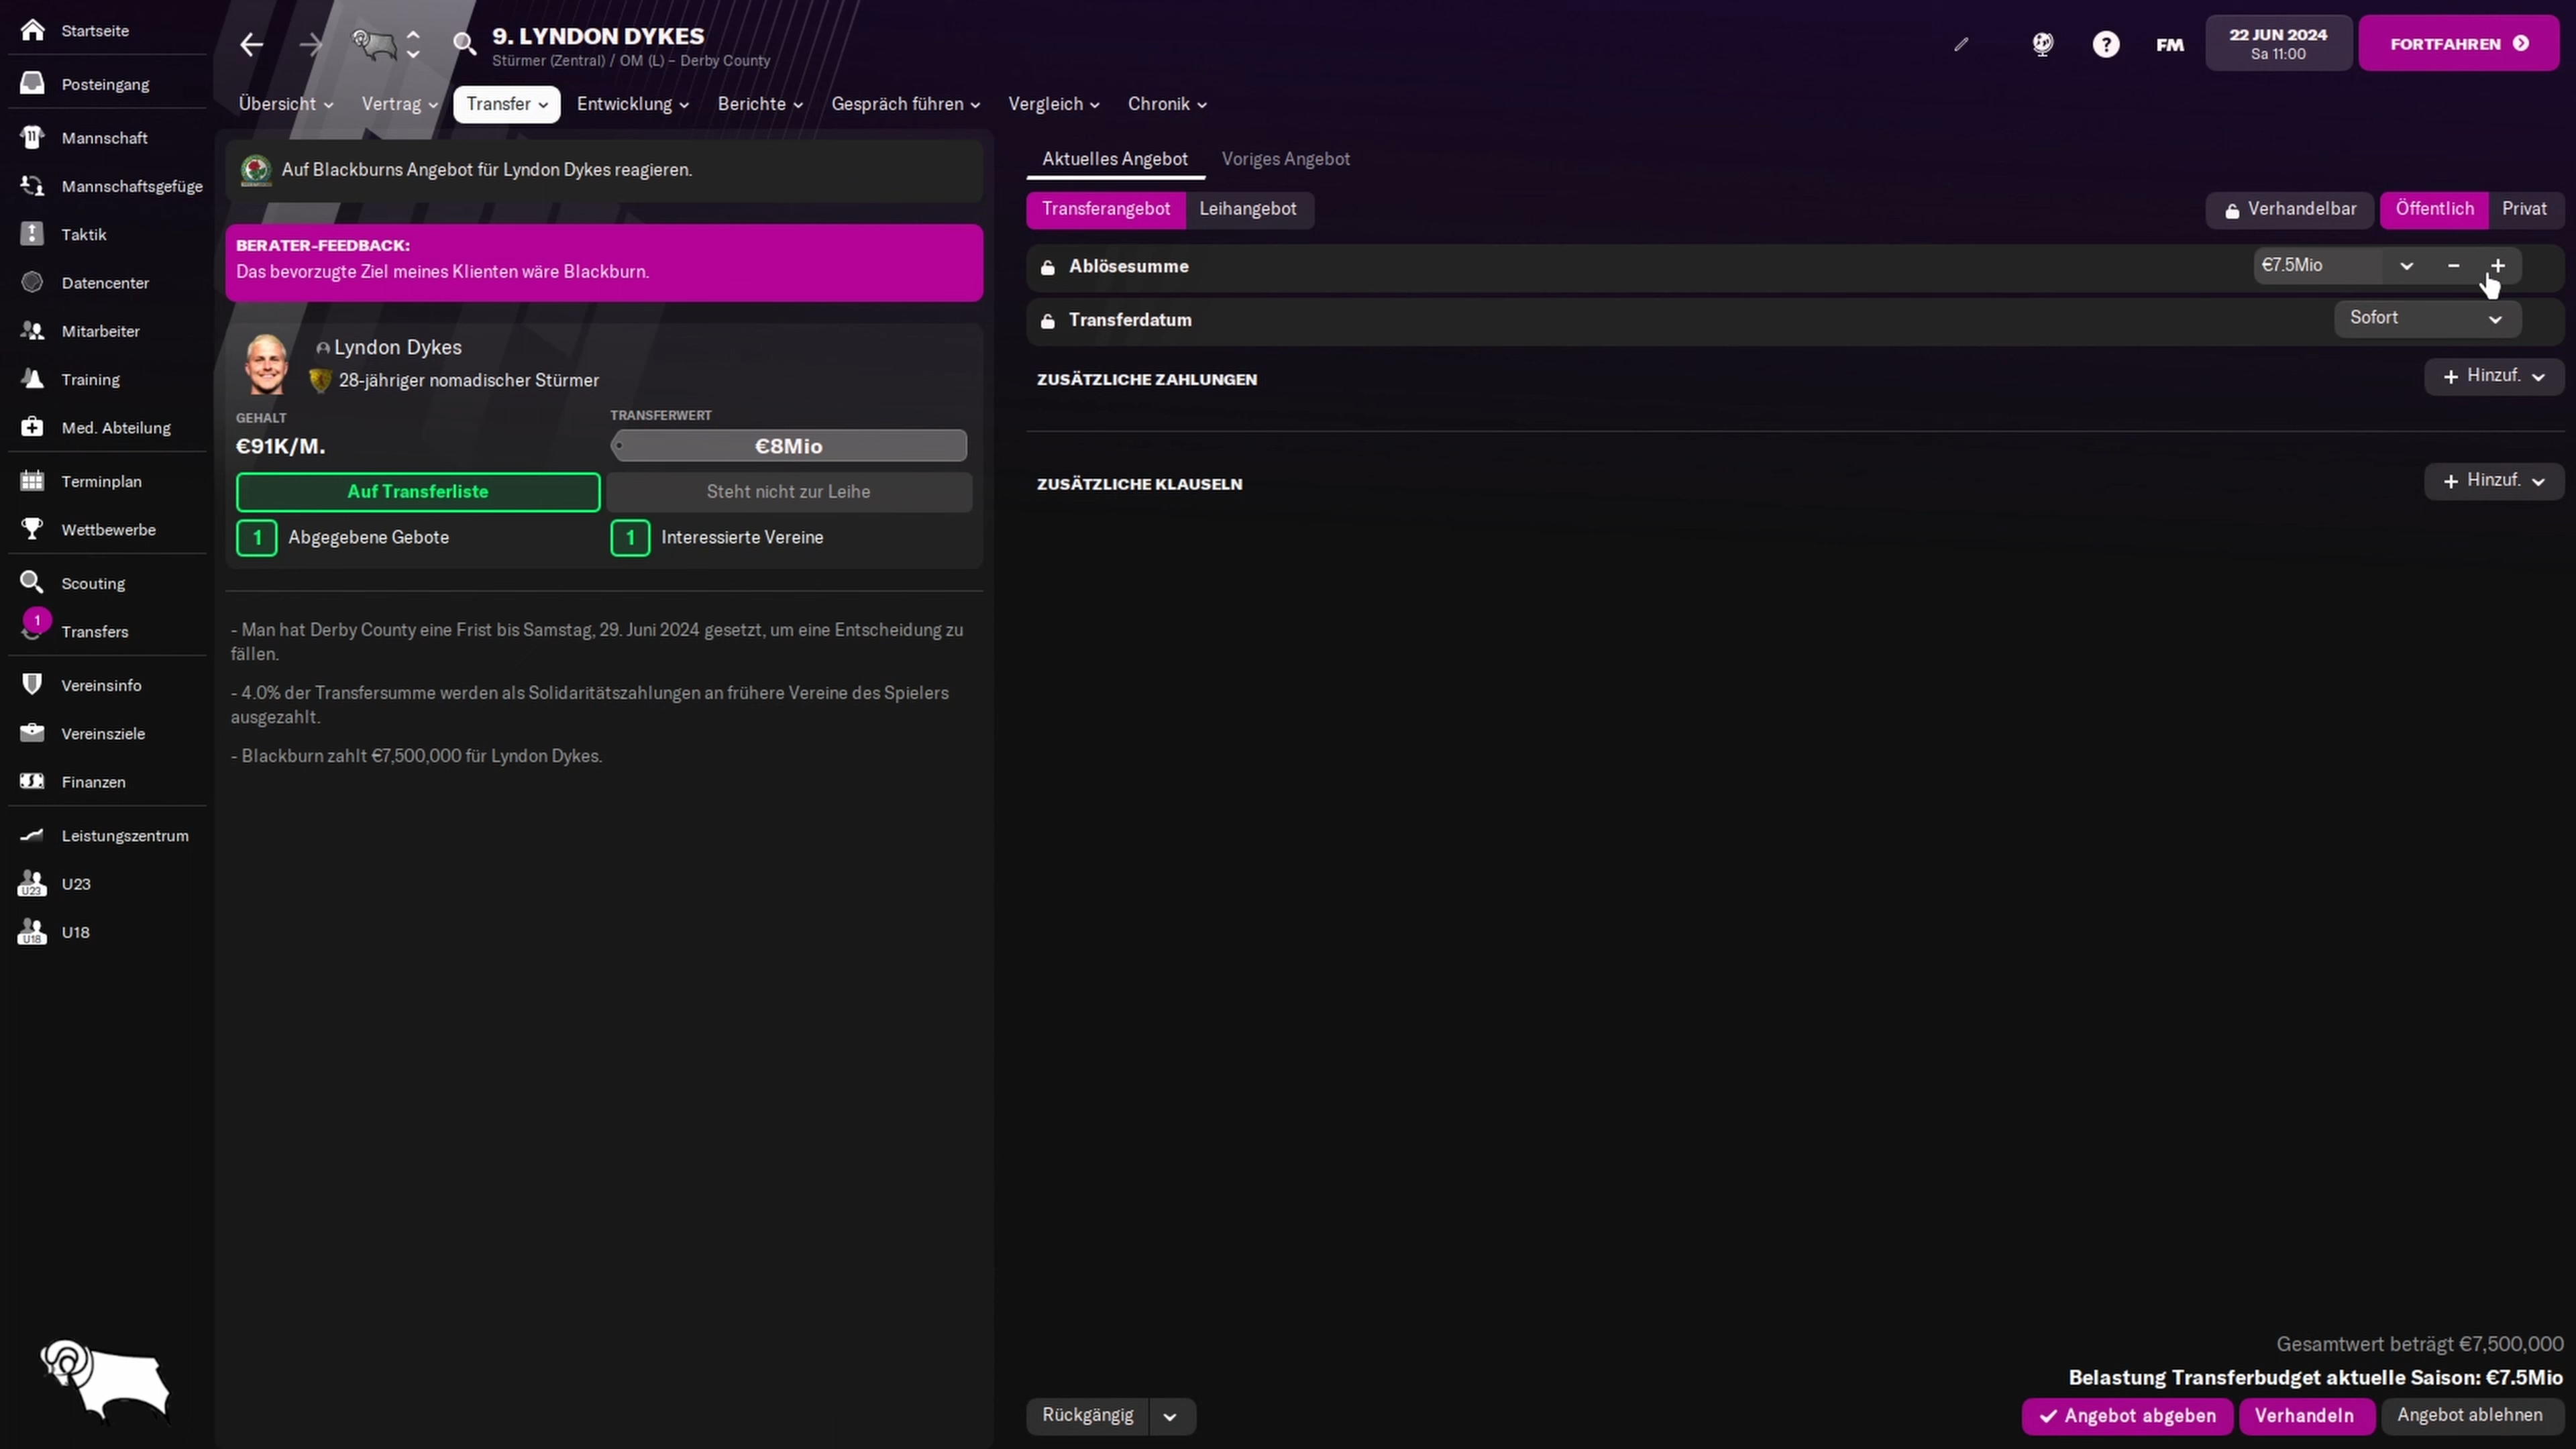 Startseite
Posteingang
Mannschaft
Mannschaftsgefüge
Taktik
Datencenter
Mitarbeiter
Training
Med. Abteilung
Terminplan
Wettbewerbe
Scouting
1
Transfers
Vereinsinfo
Vereinsziele
Finanzen
Leistungszentrum
U23
U23
U18
U18
9. LYNDON DYKES
Stürmer (Zentral) / OM (L) – Derby County
FM
22 JUN 2024
Sa 11:00
FORTFAHREN
Übersicht
Vertrag
Transfer
Entwicklung
Berichte
Gespräch führen
Vergleich
Chronik
Auf Blackburns Angebot für Lyndon Dykes reagieren.
BERATER-FEEDBACK:
Das bevorzugte Ziel meines Klienten wäre Blackburn.
Lyndon Dykes
28-jähriger nomadischer Stürmer
GEHALT
TRANSFERWERT
€91K/M.
€8Mio
Auf Transferliste
Steht nicht zur Leihe
1 Abgegebene Gebote
1 Interessierte Vereine
- Man hat Derby County eine Frist bis Samstag, 29. Juni 2024 gesetzt, um eine Entscheidung zu
fällen.
- 4.0% der Transfersumme werden als Solidaritätszahlungen an frühere Vereine des Spielers
ausgezahlt.
- Blackburn zahlt €7,500,000 für Lyndon Dykes.
Aktuelles Angebot
Voriges Angebot
Transferangebot
Leihangebot
Verhandelbar
Öffentlich
Privat
Ablösesumme
€7.5Mio
Transferdatum
Sofort
ZUSÄTZLICHE ZAHLUNGEN
+ Hinzuf.
ZUSÄTZLICHE KLAUSELN
+ Hinzuf.
Gesamtwert beträgt €7,500,000
Belastung Transferbudget aktuelle Saison: €7.5Mio
Rückgängig
Angebot abgeben
Verhandeln
Angebot ablehnen